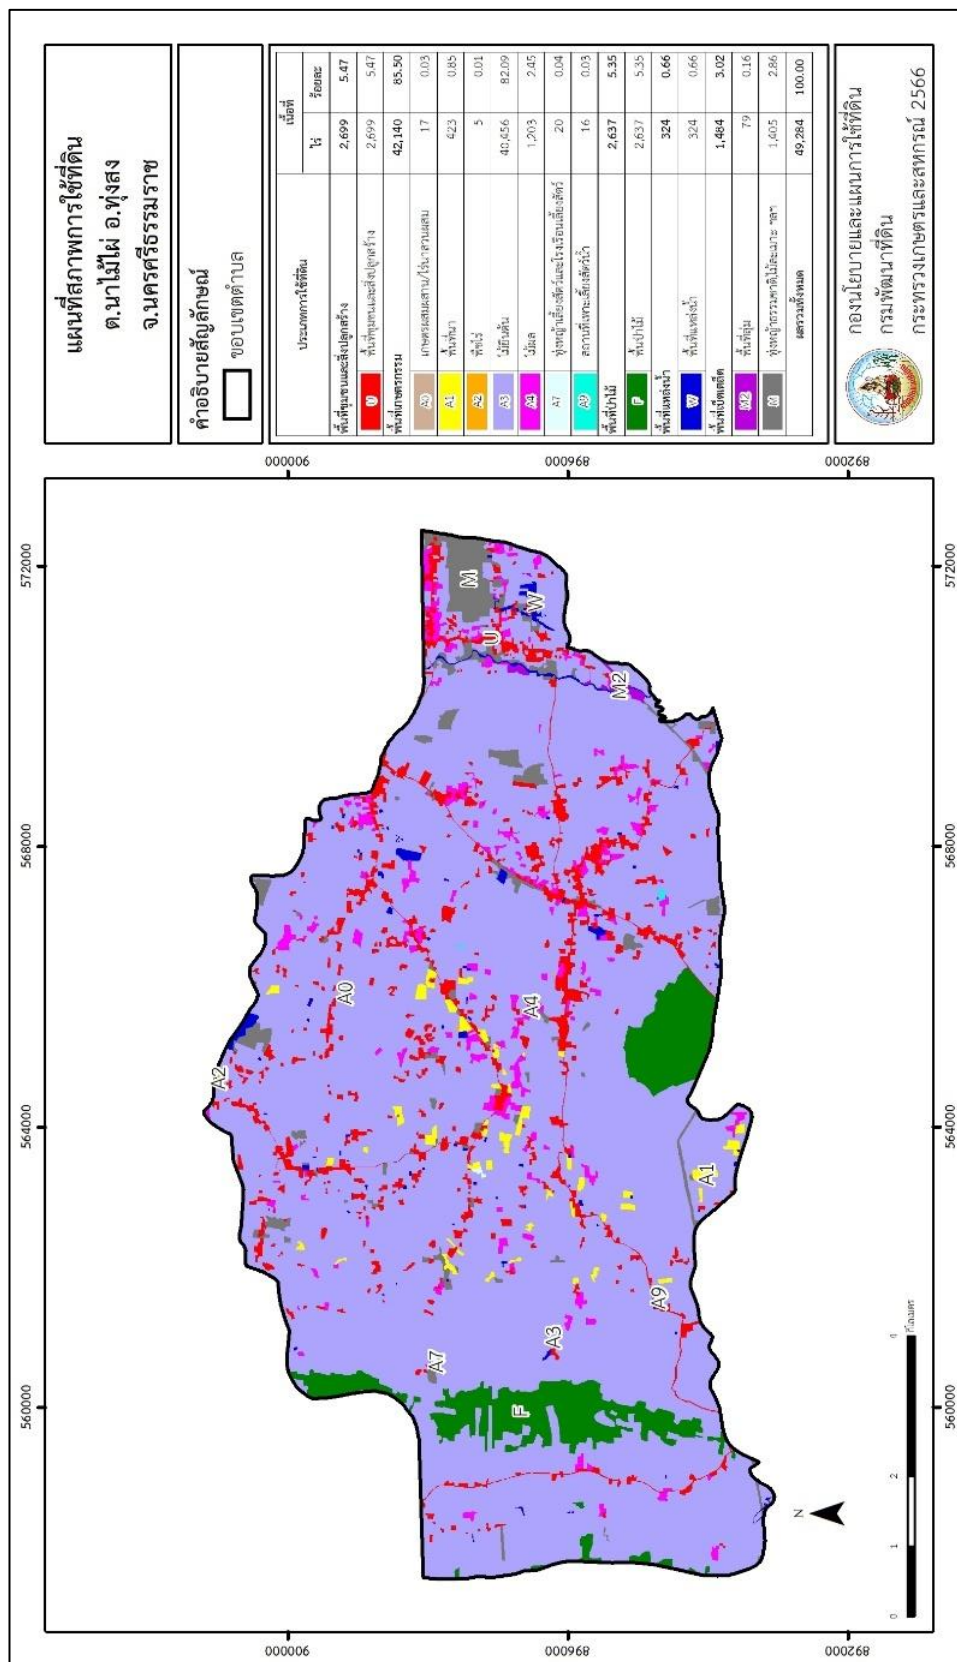 แผนที่สภาพการใช้ที่ดิน
ต.นาไม้ไผ่ อ.ทุ่งสง
จ.นครศรีธรรมราช
คำอธิบายสัญลักษณ์
ขอบเขตตำบล
ประเภทการใช้ที่ดิน เนื้อที่
ไร่ ร้อยละ
พื้นที่ชุมชนและสิ่งปลูกสร้าง 2,699 5.47
U พื้นที่ชุมชนและสิ่งปลูกสร้าง 2,699 5.47
พื้นที่เกษตรกรรม 42,140 85.50
A0 เกษตรผสมผสาน/ไร่นาสวนผสม 17 0.03
A1 พื้นที่นา 423 0.85
A2 พืชไร่ 5 0.01
A3 ไม้ยืนต้น 40,456 82.09
A4 ไม้ผล 1,203 2.45
A7 ทุ่งหญ้าเลี้ยงสัตว์และโรงเรือนเลี้ยงสัตว์ 20 0.04
A9 สถานที่เพาะเลี้ยงสัตว์น้ำ 16 0.03
พื้นที่ป่าไม้ 2,637 5.35
F พื้นป่าไม้ 2,637 5.35
พื้นที่แหล่งน้ำ 324 0.66
W พื้นที่แหล่งน้ำ 324 0.66
พื้นที่เบ็ดเตล็ด 1,484 3.02
M2 พื้นที่ลุ่ม 79 0.16
M ทุ่งหญ้าธรรมชาติ,ไม้ละเมาะ ฯลฯ 1,405 2.86
ผลรวมทั้งหมด 49,284 100.00
กองนโยบายและแผนการใช้ที่ดิน
กรมพัฒนาที่ดิน
กระทรวงเกษตรและสหกรณ์ 2566
560000 564000 568000 572000
900000
896000
892000
A2
A0
M
U
W
A7
A4
F
A3
M2
A9
A1
N
0 1 2 4
กิโลเมตร
560000 564000 568000 572000
900000
896000
892000